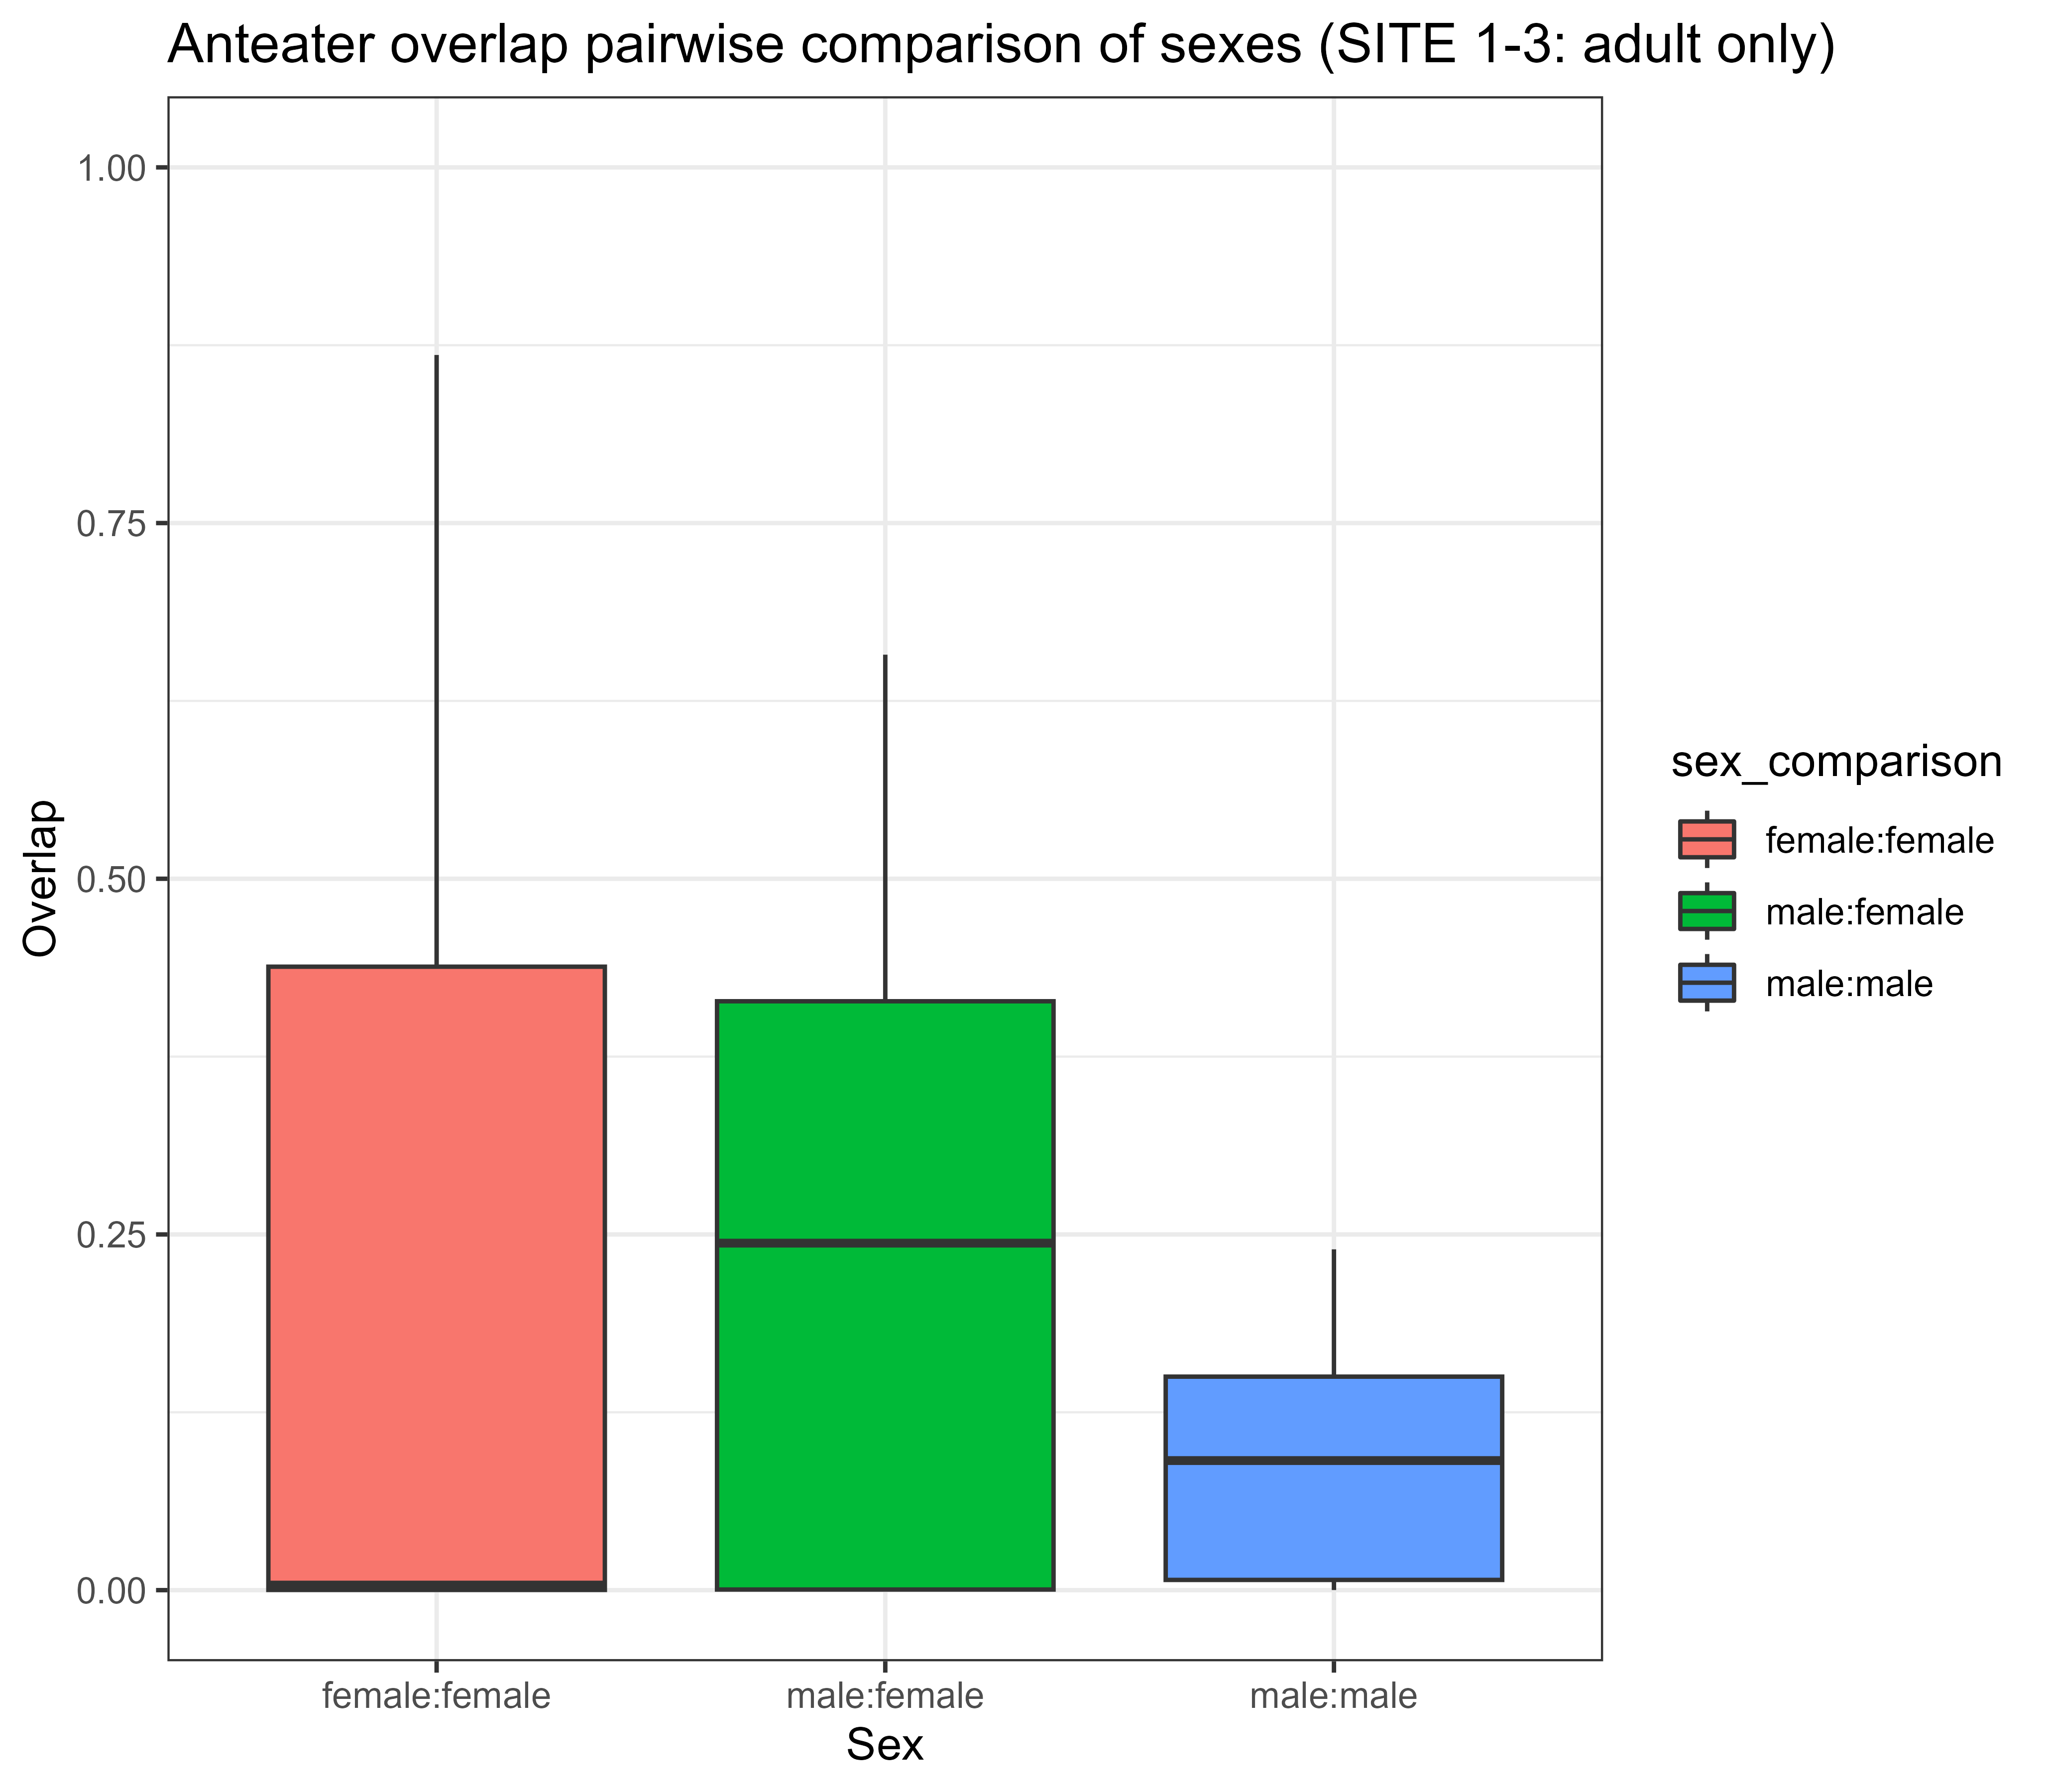 Anteater overlap pairwise comparison of sexes (SITE 1-3: adult only)
Overlap
1.00
0.75
0.50
0.25
0.00
female:female
male:female
male:male
Sex
sex_comparison
female:female
male:female
male:male